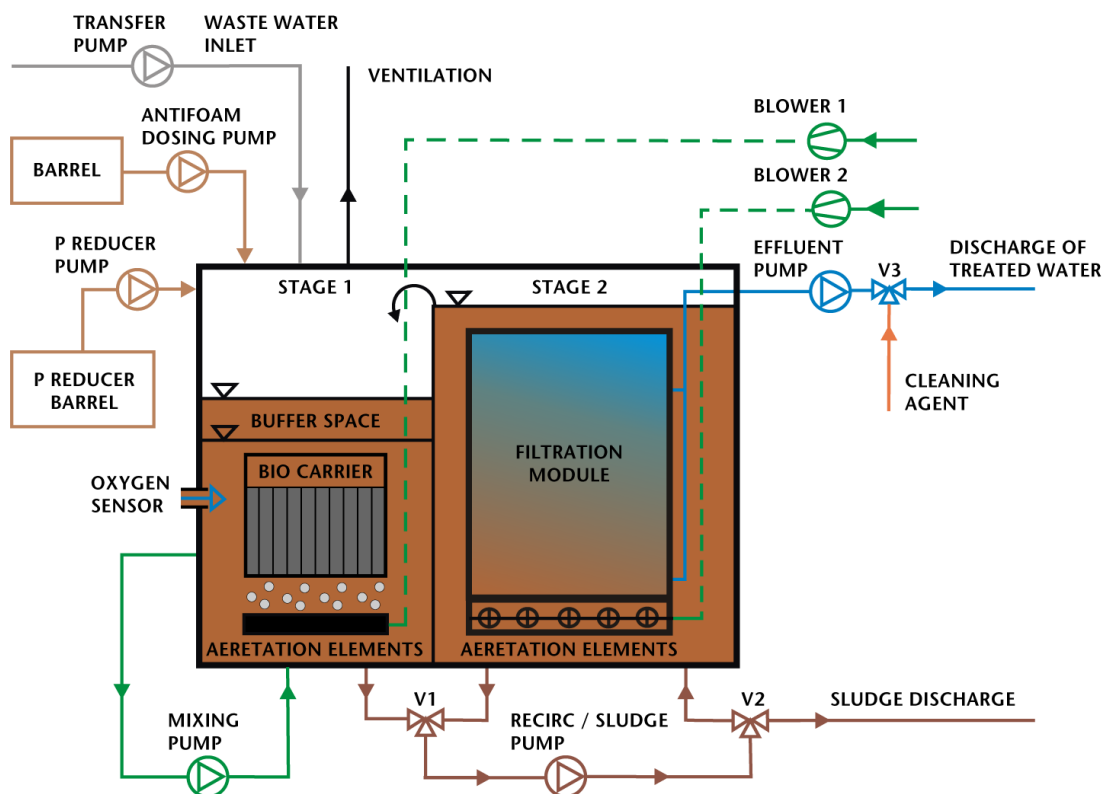 TRANSFER
PUMP
WASTE WATER
INLET
VENTILATION
ANTIFOAM
DOSING PUMP
BARREL
BLOWER 1
BLOWER 2
P REDUCER
PUMP
P REDUCER
BARREL
STAGE 1
STAGE 2
EFFLUENT
PUMP
V3
DISCHARGE OF
TREATED WATER
CLEANING
AGENT
BUFFER SPACE
BIO CARRIER
FILTRATION
MODULE
OXYGEN
SENSOR
AERETATION ELEMENTS
AERETATION ELEMENTS
MIXING
PUMP
V1
RECIRC / SLUDGE
PUMP
V2
SLUDGE DISCHARGE